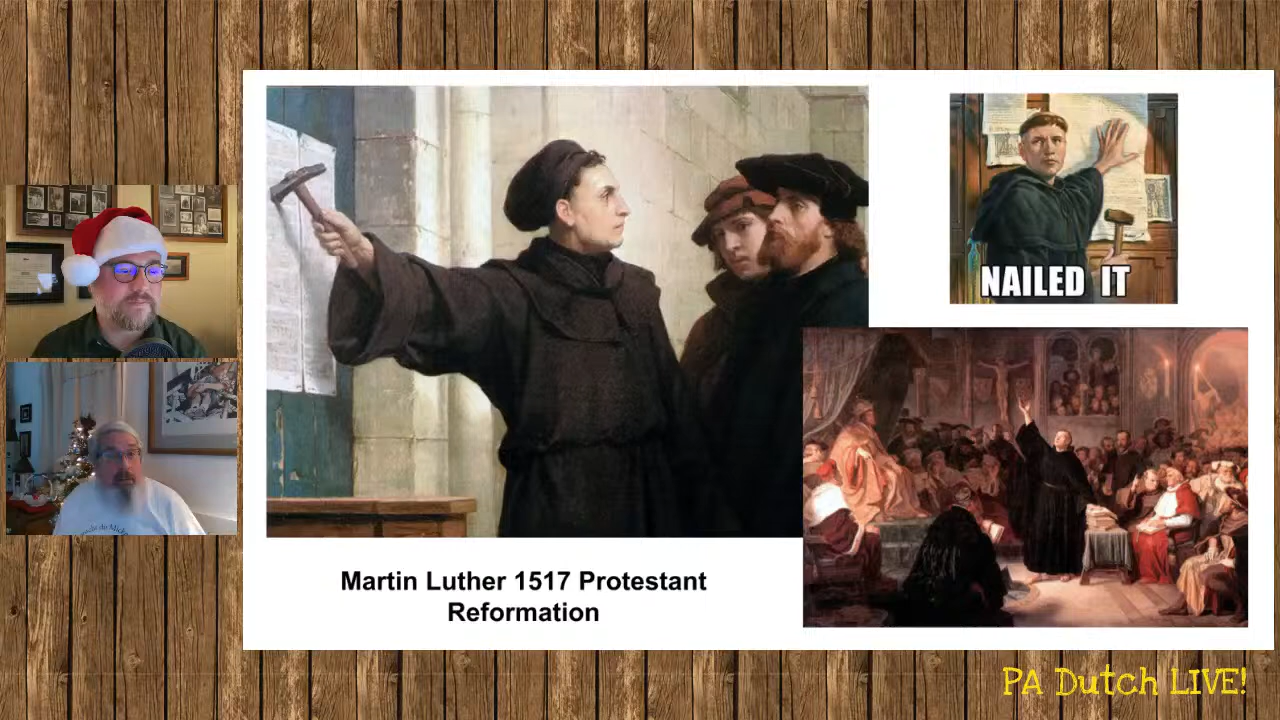 NAILED IT
Martin Luther 1517 Protestant
Reformation
PA Dutch LIVE!